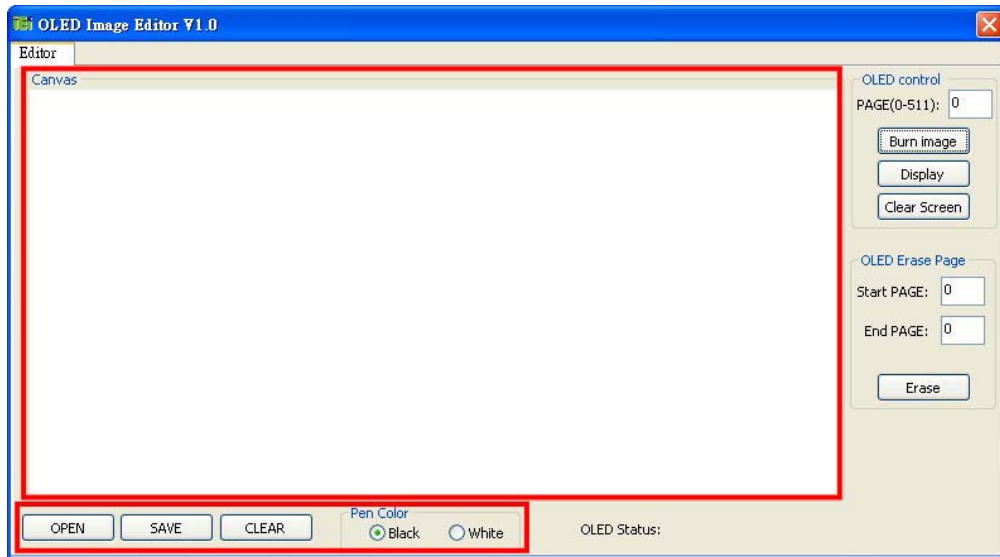 TGi OLED Image Editor V1.0
Editor
Canvas
OLED control
PAGE(0-511): 0
Burn image
Display
Clear Screen
OLED Erase Page
Start PAGE: 0
End PAGE: 0
Erase
OPEN SAVE CLEAR
Pen Color
Black White
OLED Status: